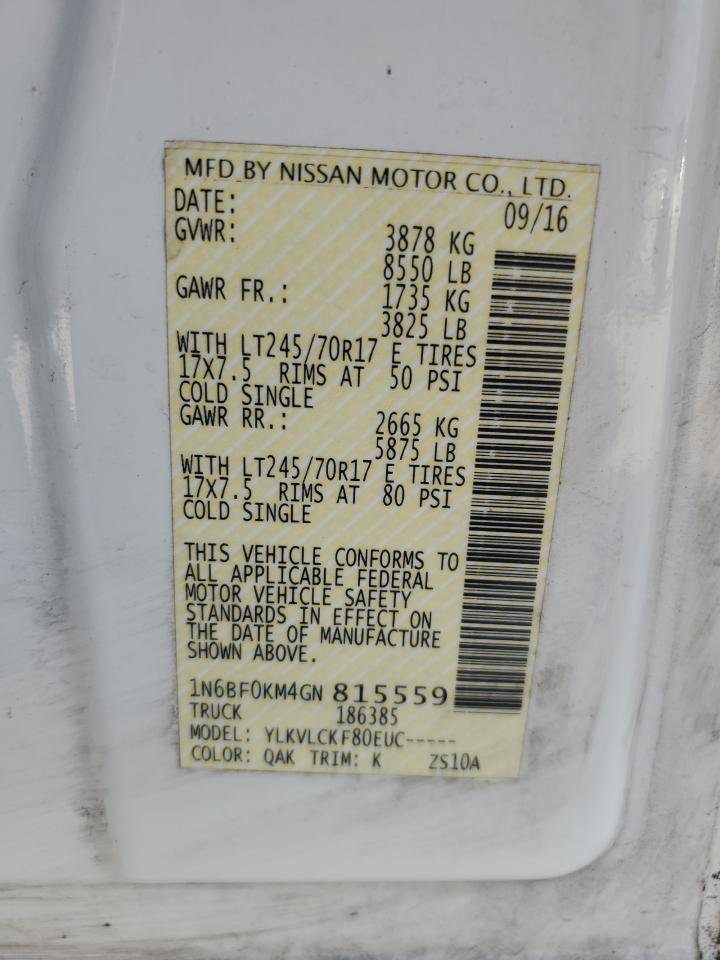 MFD BY NISSAN MOTOR CO., LTD.
DATE: 09/16
GVWR: 3878 KG
8550 LB
GAWR FR.: 1735 KG
3825 LB
WITH LT245/70R17 E TIRES
17X7.5 RIMS AT 50 PSI
COLD SINGLE
GAWR RR.: 2665 KG
5875 LB
WITH LT245/70R17 E TIRES
17X7.5 RIMS AT 80 PSI
COLD SINGLE
THIS VEHICLE CONFORMS TO
ALL APPLICABLE FEDERAL
MOTOR VEHICLE SAFETY
STANDARDS IN EFFECT ON
THE DATE OF MANUFACTURE
SHOWN ABOVE.
1N6BF0KM4GN 815559
TRUCK 186385
MODEL: YLKVLCKF80EUC-----
COLOR: QAK TRIM: K ZS10A